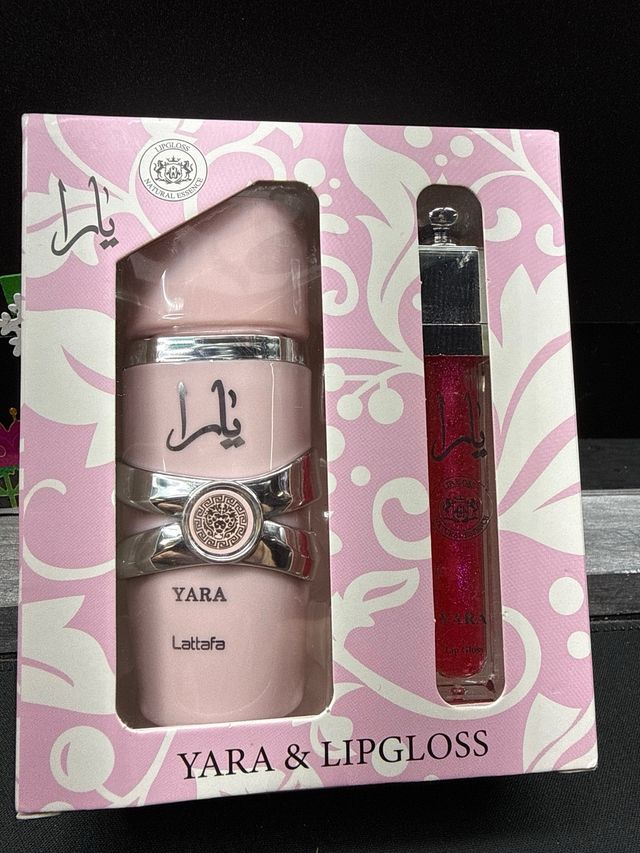 LIPGLOSS
NATURAL ESSENCE
يارا
يارا
YARA
Lattafa
يارا
YARA
Lip Gloss
YARA & LIPGLOSS